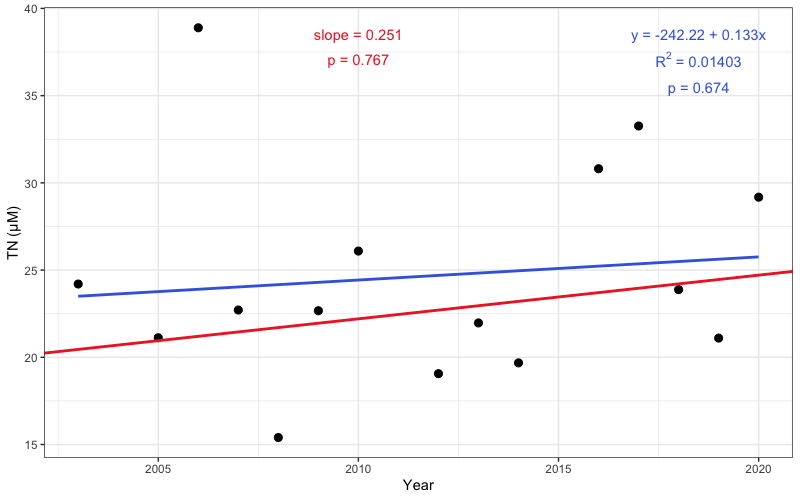 40
35
30
25
20
15
TN (μM)
slope = 0.251
p = 0.767
y = -242.22 + 0.133x
R² = 0.01403
p = 0.674
2005
2010
2015
2020
Year